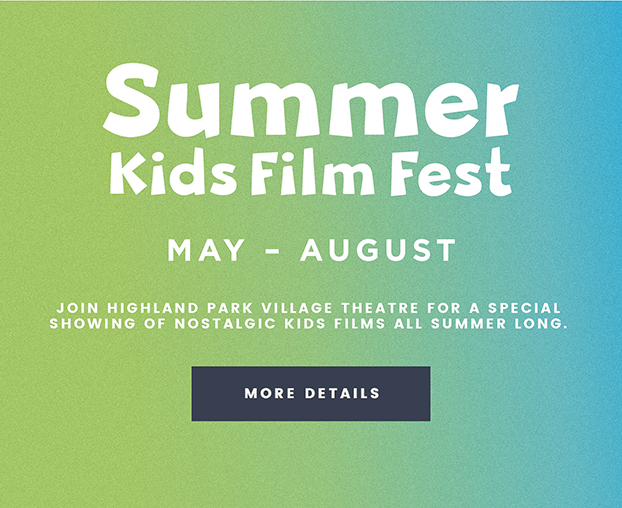 Summer
Kids Film Fest
MAY – AUGUST
JOIN HIGHLAND PARK VILLAGE THEATRE FOR A SPECIAL
SHOWING OF NOSTALGIC KIDS FILMS ALL SUMMER LONG.
MORE DETAILS